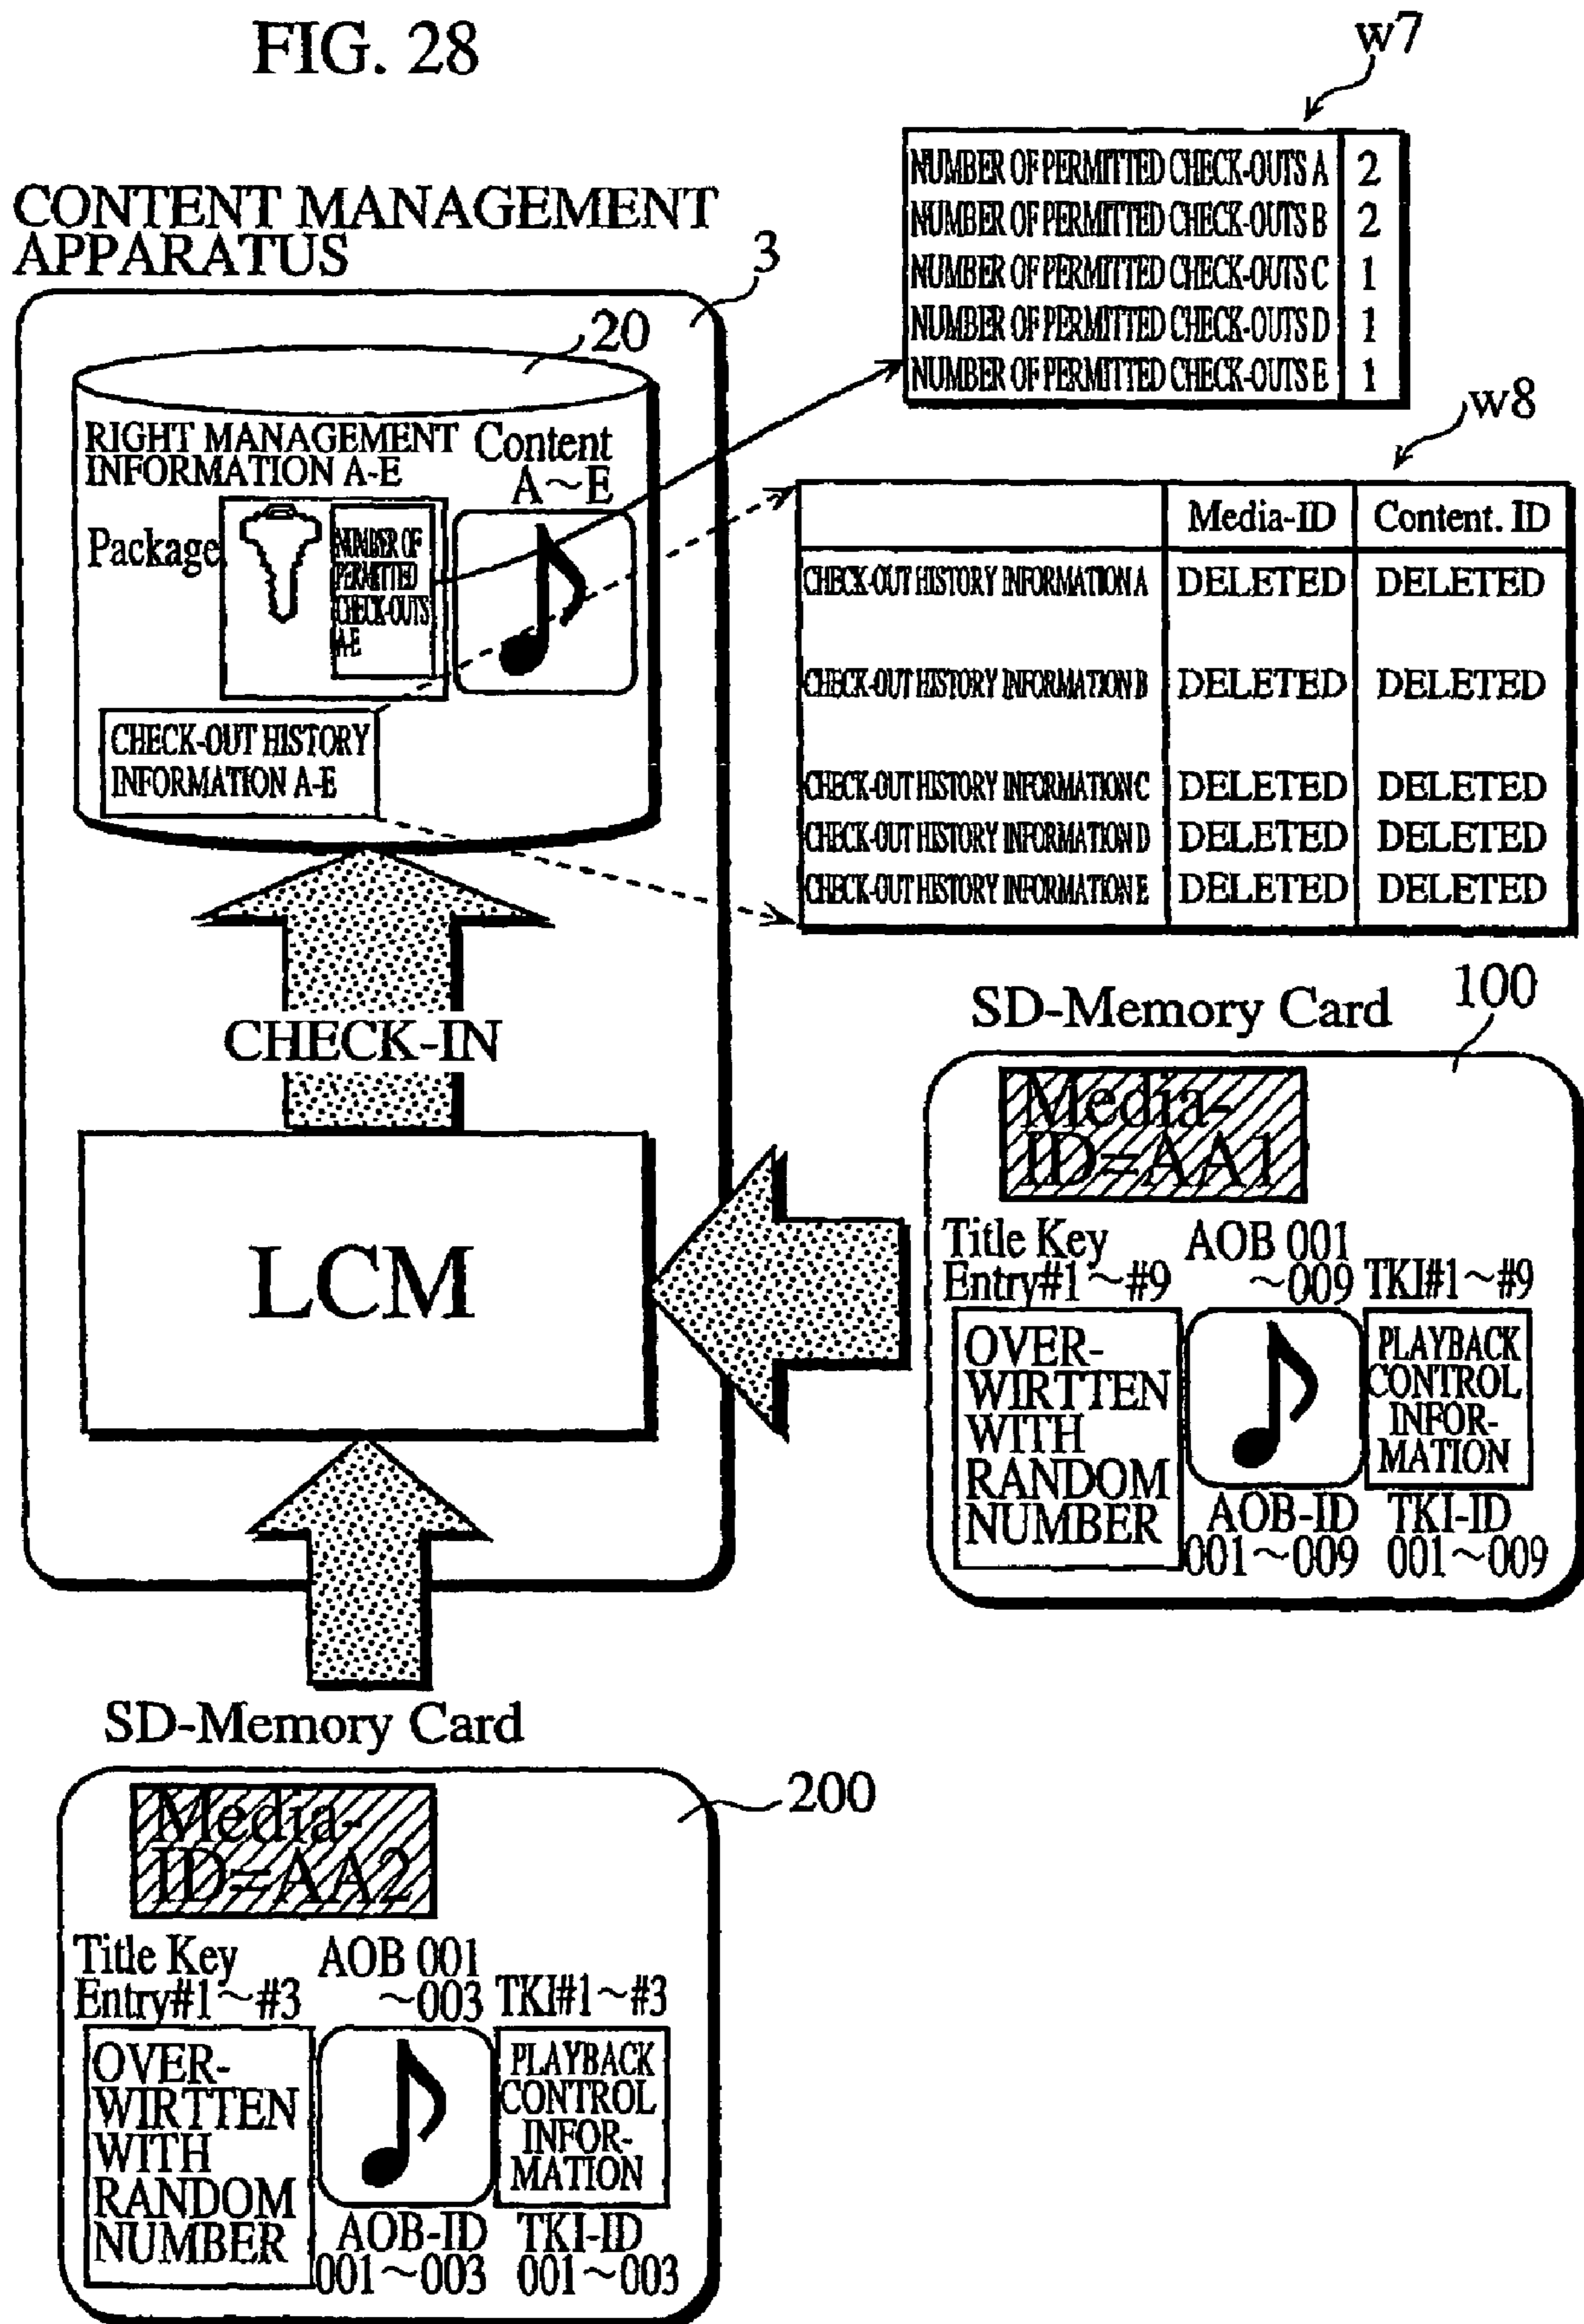 FIG. 28
w7
NUMBER OF PERMITTED CHECK-OUTS A 2
NUMBER OF PERMITTED CHECK-OUTS B 2
NUMBER OF PERMITTED CHECK-OUTS C 1
NUMBER OF PERMITTED CHECK-OUTS D 1
NUMBER OF PERMITTED CHECK-OUTS E 1
CONTENT MANAGEMENT
APPARATUS
3
20
RIGHT MANAGEMENT
INFORMATION A-E
Content
A~E
Package
NUMBER OF
PERMITTED
CHECK-OUTS
A-E
CHECK-OUT HISTORY
INFORMATION A-E
w8
Media-ID Content. ID
CHECK-OUT HISTORY INFORMATION A DELETED DELETED
CHECK-OUT HISTORY INFORMATION B DELETED DELETED
CHECK-OUT HISTORY INFORMATION C DELETED DELETED
CHECK-OUT HISTORY INFORMATION D DELETED DELETED
CHECK-OUT HISTORY INFORMATION E DELETED DELETED
CHECK-IN
LCM
SD-Memory Card
100
Media-
ID=AA1
Title Key
Entry#1~#9
AOB 001
~009
TKI#1~#9
OVER-
WIRTTEN
WITH
RANDOM
NUMBER
PLAYBACK
CONTROL
INFOR-
MATION
AOB-ID
001~009
TKI-ID
001~009
SD-Memory Card
200
Media-
ID=AA2
Title Key
Entry#1~#3
AOB 001
~003
TKI#1~#3
OVER-
WIRTTEN
WITH
RANDOM
NUMBER
PLAYBACK
CONTROL
INFOR-
MATION
AOB-ID
001~003
TKI-ID
001~003